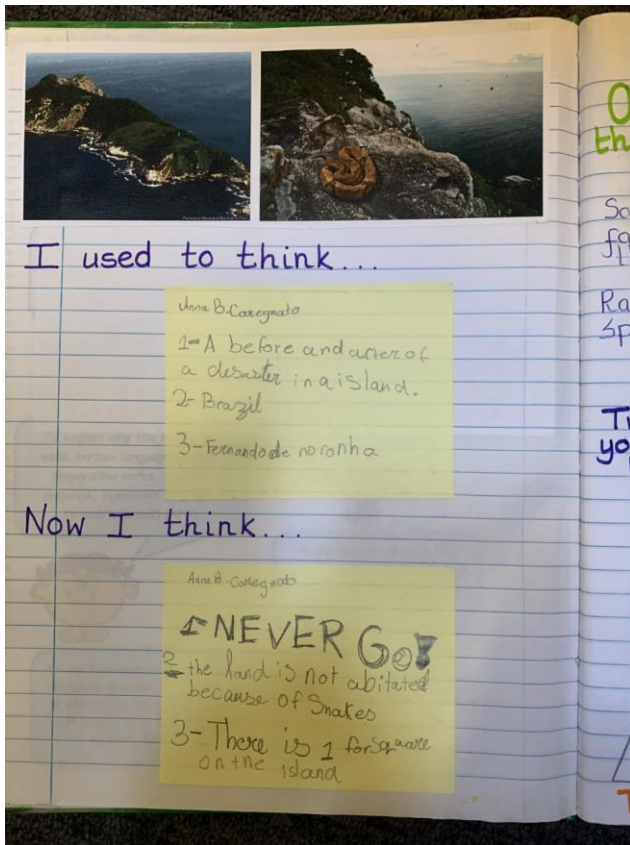 I used to think...
Anna B. Caregnato
1- A before and after of
a desaster in a island.
2- Brazil
3- Fernando de noronha
Now I think...
Anna B. Caregnato
1- NEVER GO!
2 the land is not abitated
because of Snakes
3- There is 1 for square
on the island